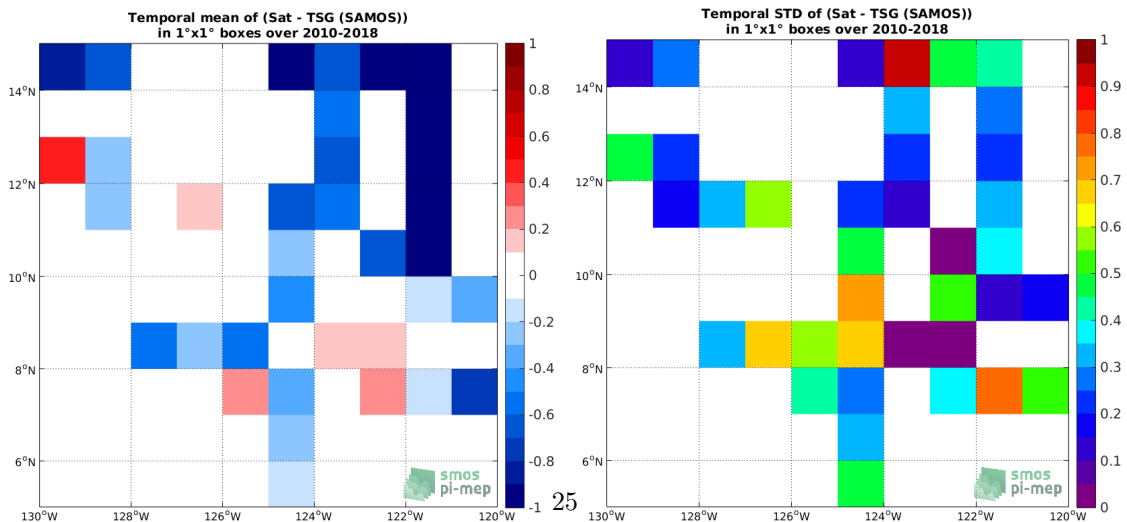 Temporal mean of (Sat - TSG (SAMOS))
in 1°x1° boxes over 2010-2018
14°N
12°N
10°N
8°N
6°N
130°W
128°W
126°W
124°W
122°W
120°W
1
0.8
0.6
0.4
0.2
0
-0.2
-0.4
-0.6
-0.8
-1
smos
pi-mep
25
Temporal STD of (Sat - TSG (SAMOS))
in 1°x1° boxes over 2010-2018
14°N
12°N
10°N
8°N
6°N
130°W
128°W
126°W
124°W
122°W
120°W
1
0.9
0.8
0.7
0.6
0.5
0.4
0.3
0.2
0.1
0
smos
pi-mep